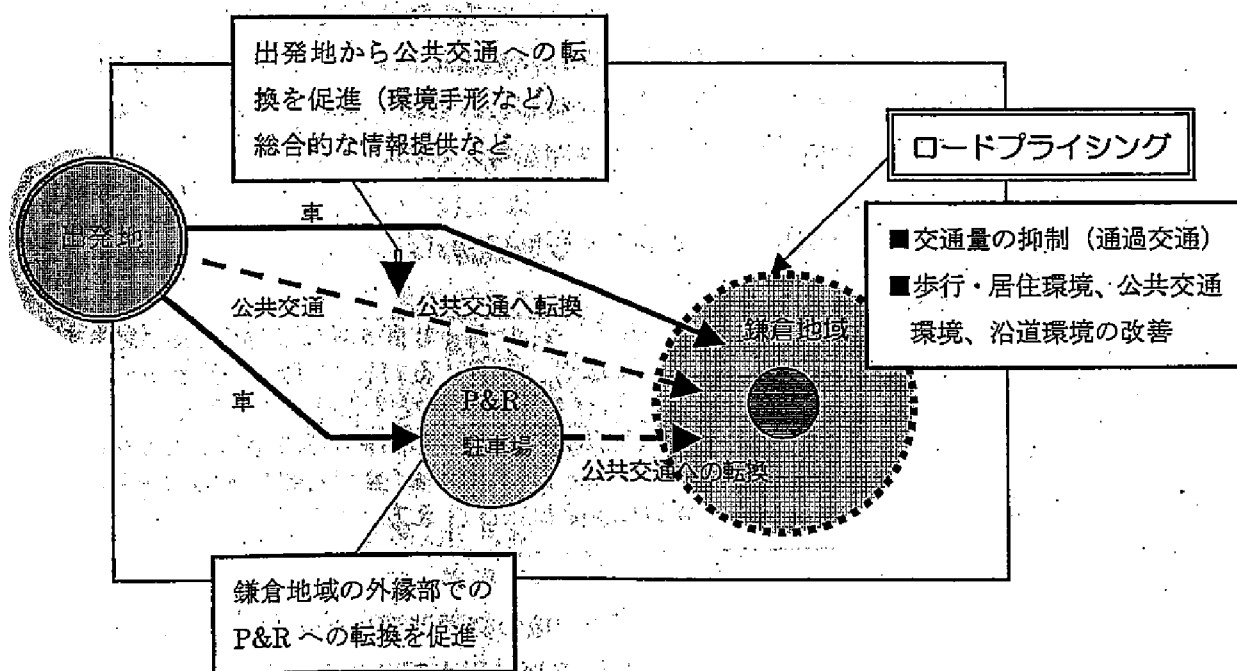 出発地から公共交通への転
換を促進（環境手形など）、
総合的な情報提供など
ロードプライシング
■交通量の抑制（通過交通）
■歩行・居住環境、公共交通
環境、沿道環境の改善
出発地
車
公共交通
公共交通へ転換
鎌倉地域
車
P&R
駐車場
公共交通への転換
鎌倉地域の外縁部での
P&Rへの転換を促進